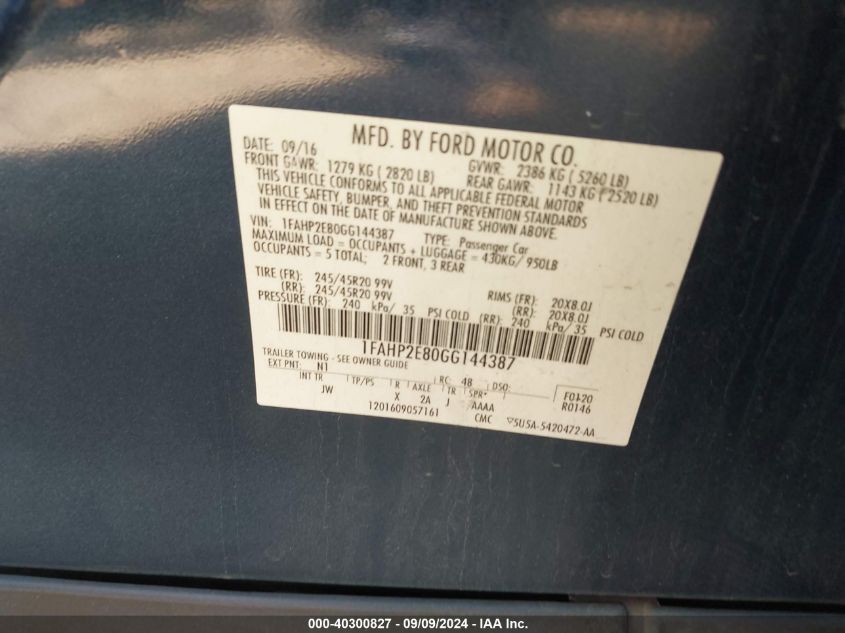 MFD. BY FORD MOTOR CO.
DATE: 09/16 GVWR: 2386 KG ( 5260 LB)
FRONT GAWR: 1279 KG ( 2820 LB) REAR GAWR: 1143 KG ( 2520 LB)
THIS VEHICLE CONFORMS TO ALL APPLICABLE FEDERAL MOTOR
VEHICLE SAFETY, BUMPER, AND THEFT PREVENTION STANDARDS
IN EFFECT ON THE DATE OF MANUFACTURE SHOWN ABOVE.
VIN: 1FAHP2E80GG144387 TYPE: Passenger Car
MAXIMUM LOAD = OCCUPANTS + LUGGAGE = 430KG/ 950LB
OCCUPANTS = 5 TOTAL; 2 FRONT, 3 REAR
TIRE (FR): 245/45R20 99V RIMS (FR): 20X8.0J
(RR): 245/45R20 99V (RR): 20X8.0J
PRESSURE (FR): 240 kPa/ 35 PSI COLD (RR): 240 kPa/ 35 PSI COLD
1FAHP2E80GG144387
TRAILER TOWING - SEE OWNER GUIDE
EXT PNT: N1 RC: 48 DSO: F0120
INT TR TP/PS R AXLE TR SPR* R0146
JW X 2A J AAAA
1201609057161 CMC 5U5A-5420472-AA
000-40300827 - 09/09/2024 - IAA Inc.